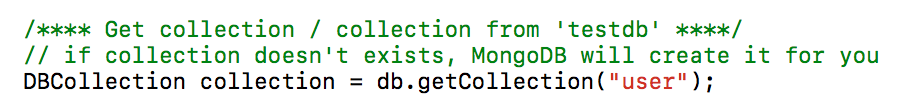 /**** Get collection / collection from 'testdb' ****/
// if collection doesn't exists, MongoDB will create it for you
DBCollection collection = db.getCollection("user");